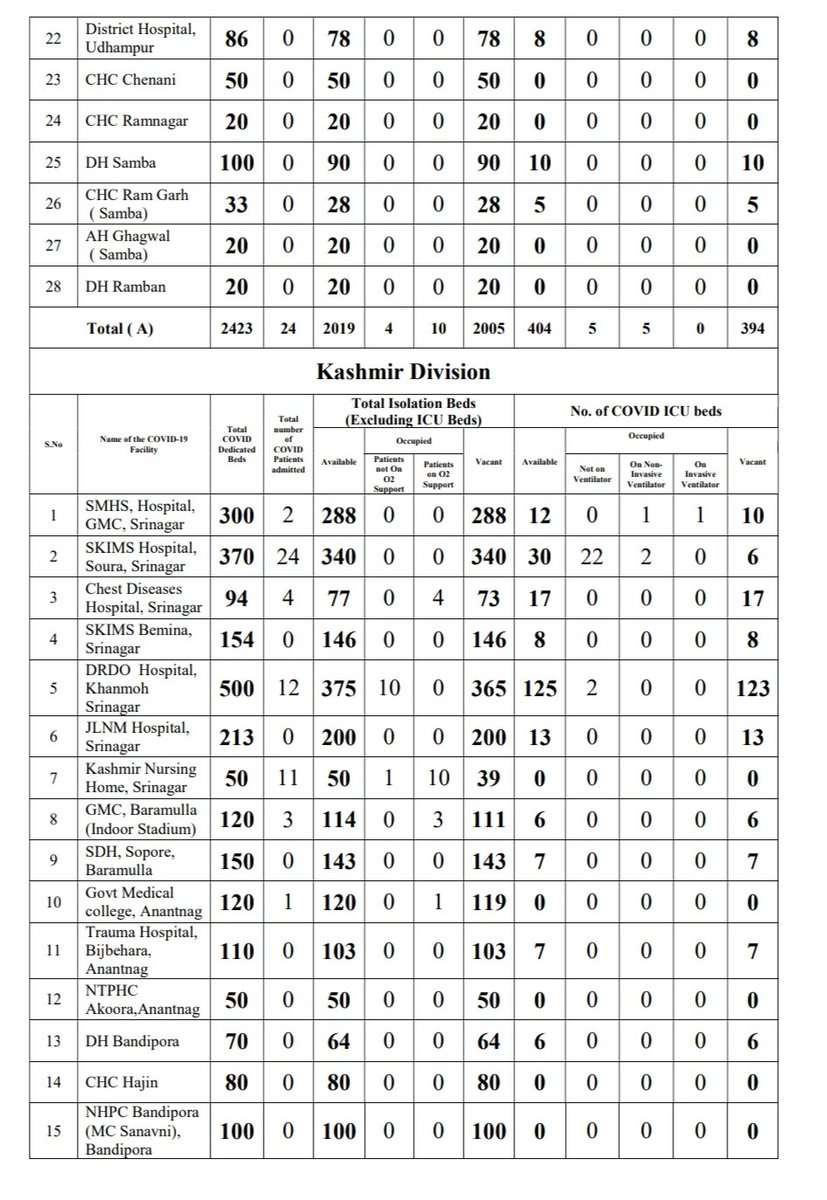 22 District Hospital, Udhampur 86 0 78 0 0 78 8 0 0 0 8
23 CHC Chenani 50 0 50 0 0 50 0 0 0 0 0
24 CHC Ramnagar 20 0 20 0 0 20 0 0 0 0 0
25 DH Samba 100 0 90 0 0 90 10 0 0 0 10
26 CHC Ram Garh ( Samba) 33 0 28 0 0 28 5 0 0 0 5
27 AH Ghagwal ( Samba) 20 0 20 0 0 20 0 0 0 0 0
28 DH Ramban 20 0 20 0 0 20 0 0 0 0 0
Total ( A) 2423 24 2019 4 10 2005 404 5 5 0 394
Kashmir Division
S.No
Name of the COVID-19 Facility
Total COVID Dedicated Beds
Total number of COVID Patients admitted
Total Isolation Beds (Excluding ICU Beds)
No. of COVID ICU beds
Available
Occupied
Patients not On O2 Support
Patients on O2 Support
Vacant
Available
Occupied
Not on Ventilator
On Non-Invasive Ventilator
On Invasive Ventilator
Vacant
1 SMHS, Hospital, GMC, Srinagar 300 2 288 0 0 288 12 0 1 1 10
2 SKIMS Hospital, Soura, Srinagar 370 24 340 0 0 340 30 22 2 0 6
3 Chest Diseases Hospital, Srinagar 94 4 77 0 4 73 17 0 0 0 17
4 SKIMS Bemina, Srinagar 154 0 146 0 0 146 8 0 0 0 8
5 DRDO Hospital, Khanmoh Srinagar 500 12 375 10 0 365 125 2 0 0 123
6 JLNM Hospital, Srinagar 213 0 200 0 0 200 13 0 0 0 13
7 Kashmir Nursing Home, Srinagar 50 11 50 1 10 39 0 0 0 0 0
8 GMC, Baramulla (Indoor Stadium) 120 3 114 0 3 111 6 0 0 0 6
9 SDH, Sopore, Baramulla 150 0 143 0 0 143 7 0 0 0 7
10 Govt Medical college, Anantnag 120 1 120 0 1 119 0 0 0 0 0
11 Trauma Hospital, Bijbehara, Anantnag 110 0 103 0 0 103 7 0 0 0 7
12 NTPHC Akoora,Anantnag 50 0 50 0 0 50 0 0 0 0 0
13 DH Bandipora 70 0 64 0 0 64 6 0 0 0 6
14 CHC Hajin 80 0 80 0 0 80 0 0 0 0 0
15 NHPC Bandipora (MC Sanavni), Bandipora 100 0 100 0 0 100 0 0 0 0 0